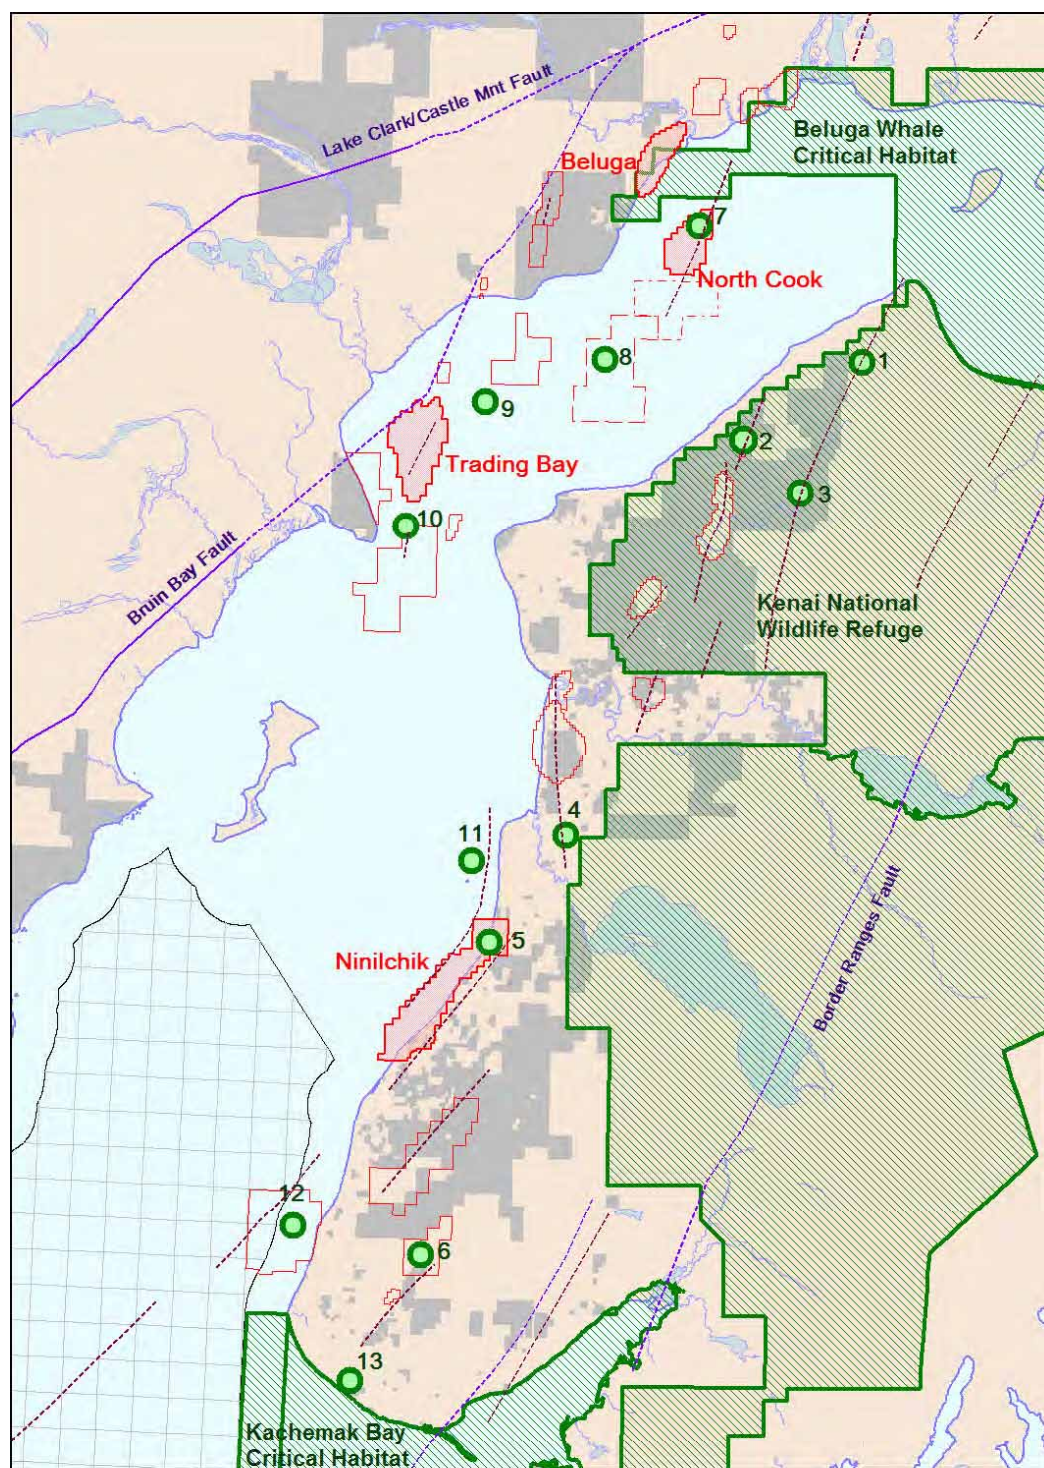 Lake Clark/Castle Mnt Fault
Beluga Whale
Critical Habitat
Beluga
7
North Cook
8
1
9
2
Trading Bay
3
10
Bruin Bay Fault
Kenai National
Wildlife Refuge
4
11
Border Ranges Fault
5
Ninilchik
12
6
13
Kachemak Bay
Critical Habitat